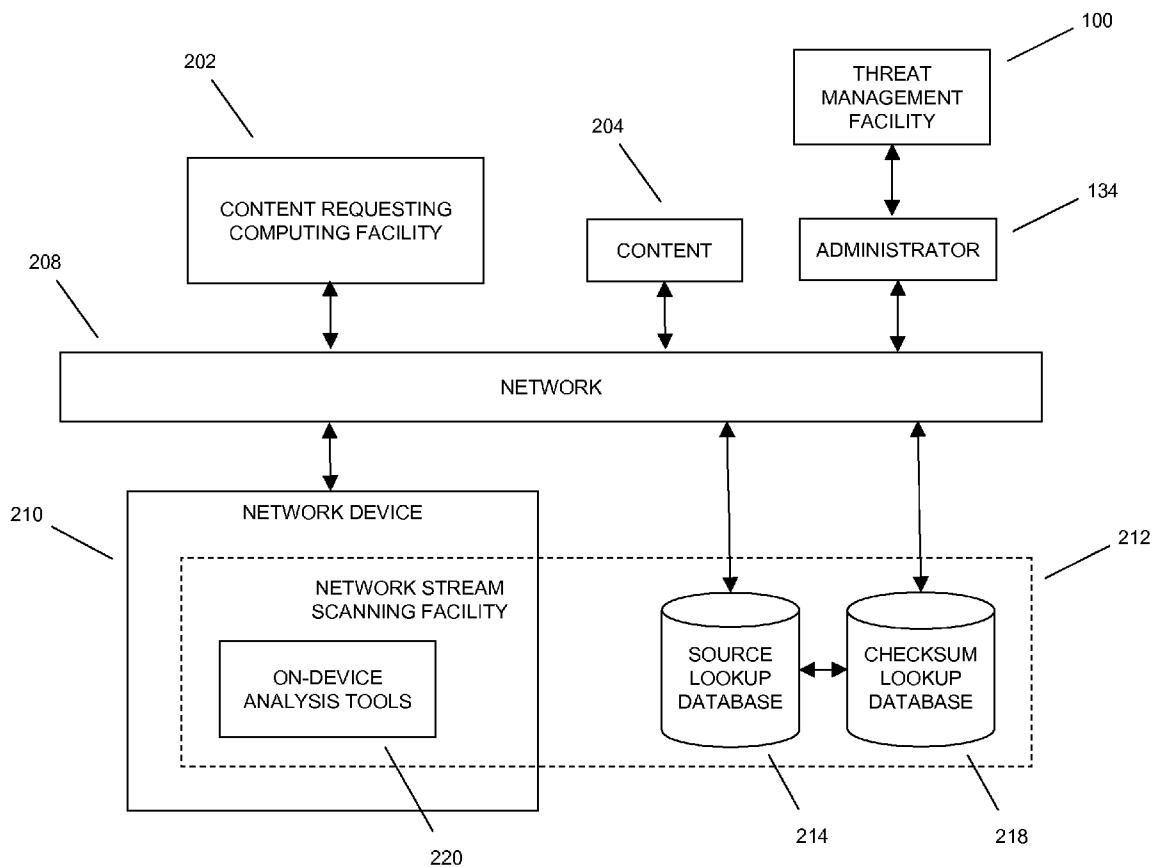 100
202
THREAT
MANAGEMENT
FACILITY
204
CONTENT REQUESTING
COMPUTING FACILITY
134
CONTENT
ADMINISTRATOR
208
NETWORK
210
NETWORK DEVICE
212
NETWORK STREAM
SCANNING FACILITY
ON-DEVICE
ANALYSIS TOOLS
SOURCE
LOOKUP
DATABASE
CHECKSUM
LOOKUP
DATABASE
220
214
218